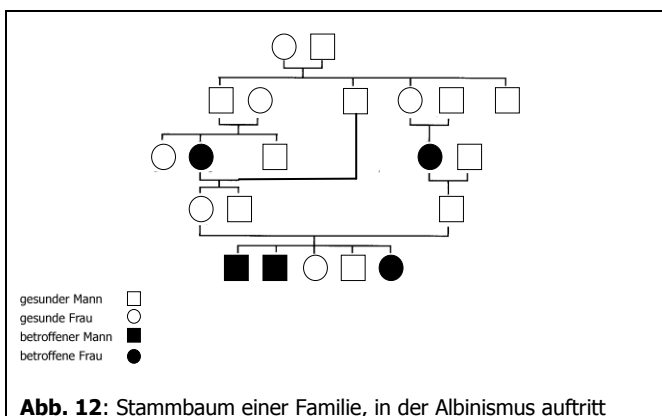 gesunder Mann
gesunde Frau
betroffener Mann
betroffene Frau
Abb. 12: Stammbaum einer Familie, in der Albinismus auftritt